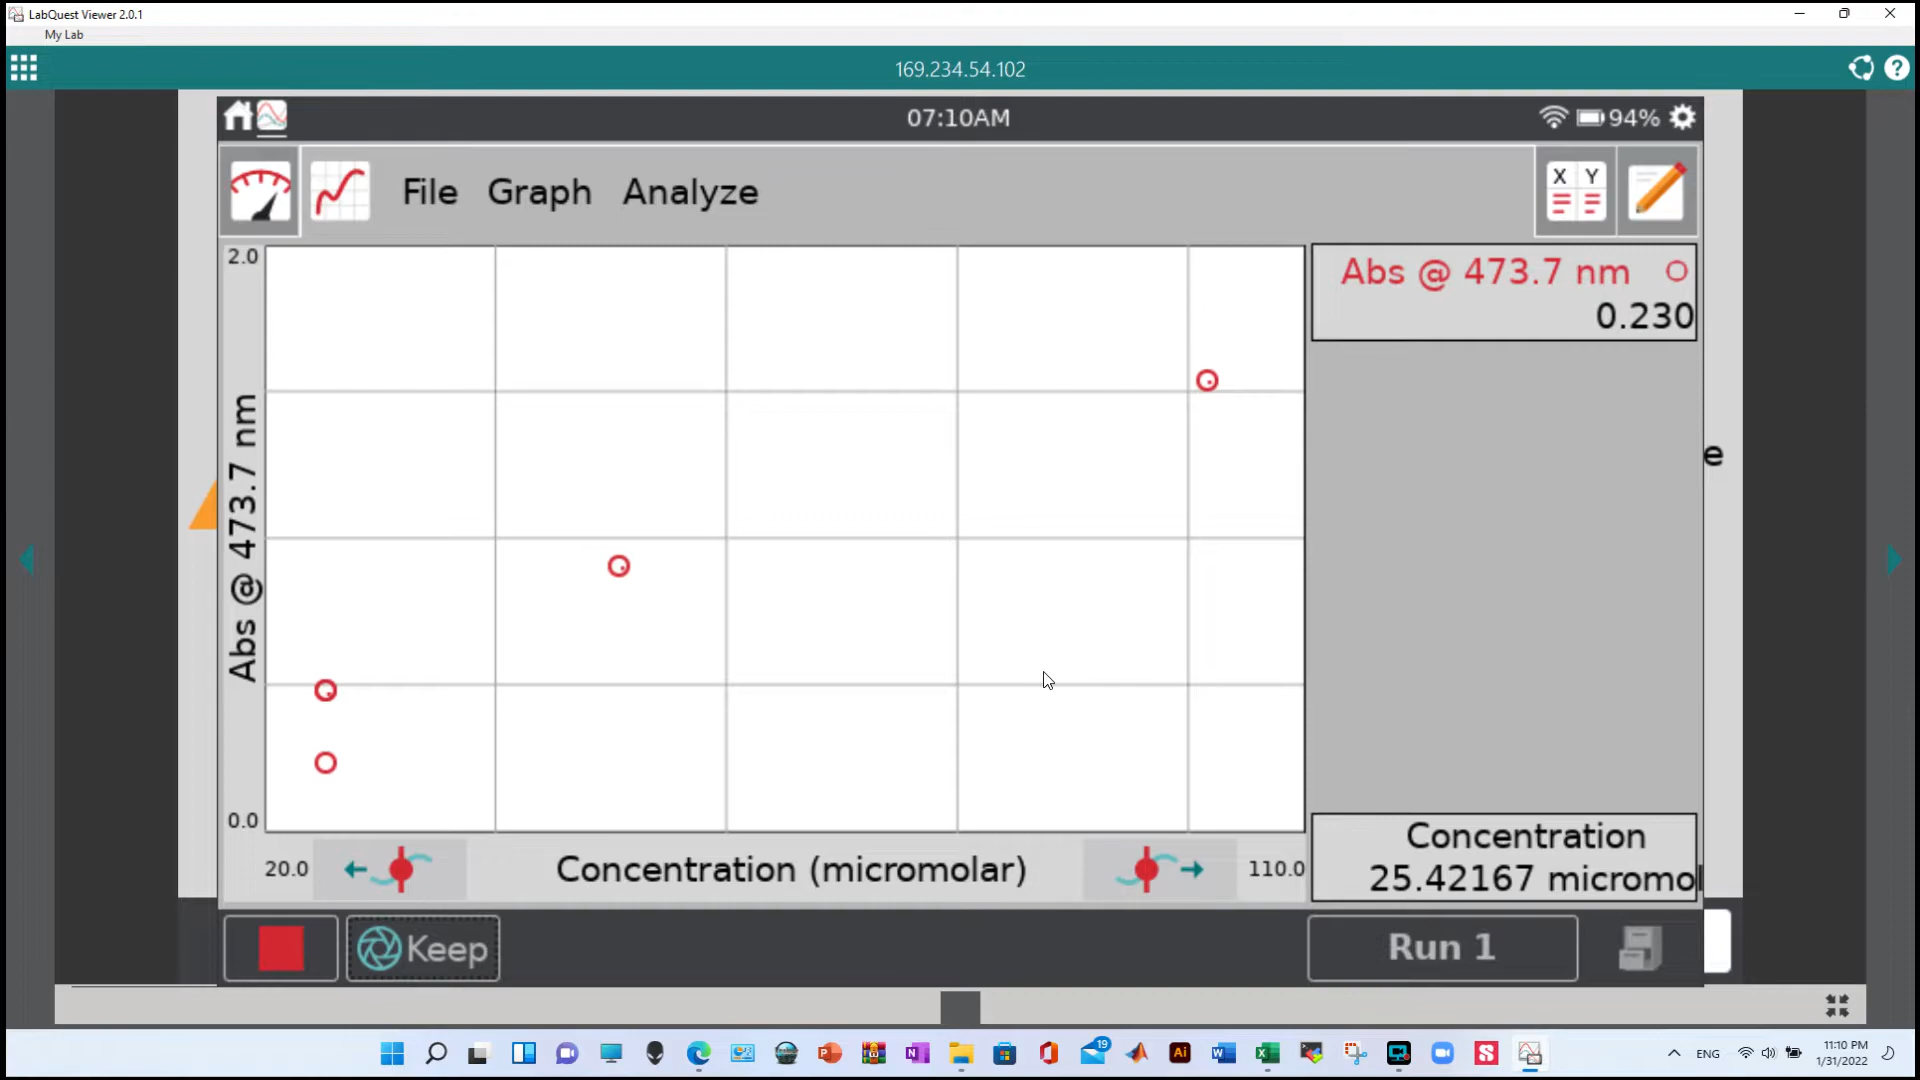 LabQuest Viewer 2.0.1
My Lab
169.234.54.102
?
07:10AM
94%
File Graph Analyze
X Y
2.0
Abs @ 473.7 nm
0.230
Abs @ 473.7 nm
e
0.0
20.0
Concentration (micromolar)
110.0
Concentration
25.42167 micromol
Keep
Run 1
19
Ai
ENG
11:10 PM
1/31/2022